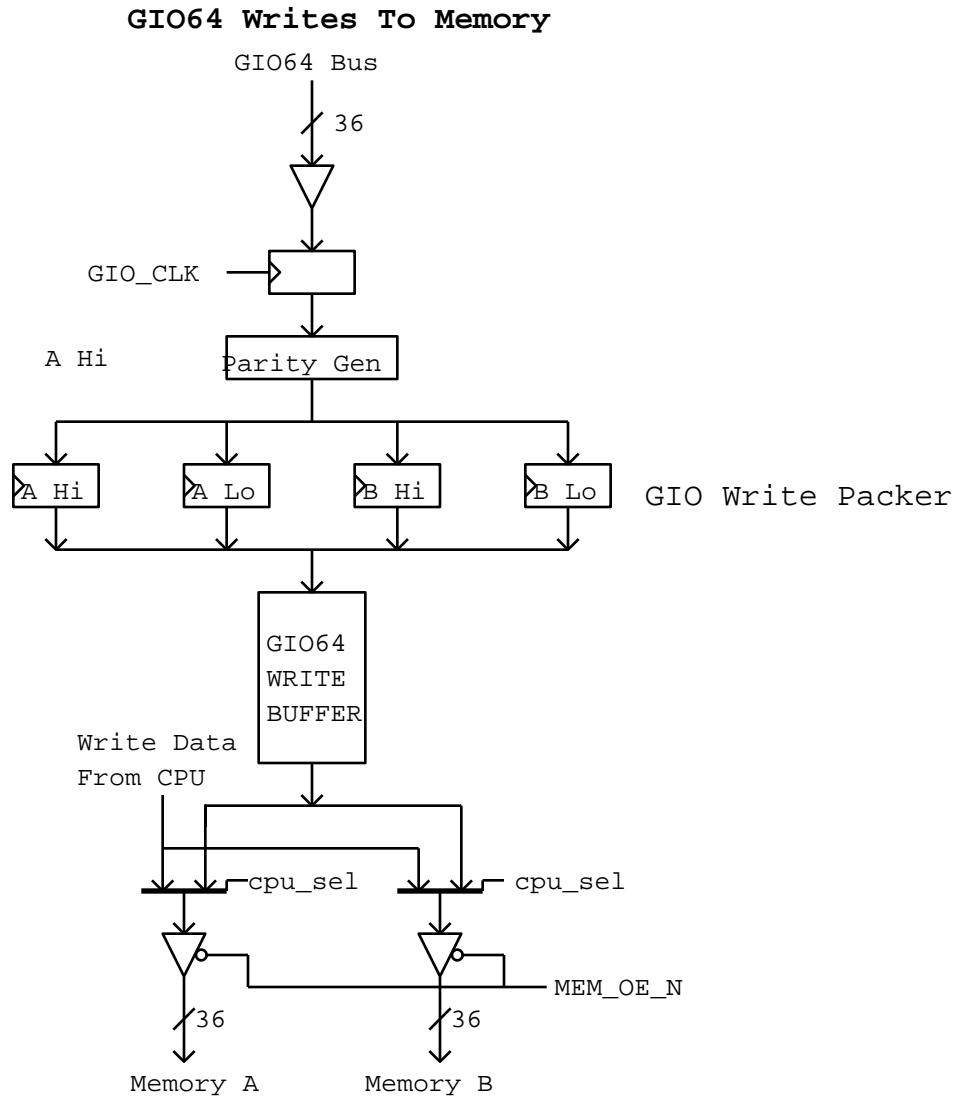 GIO64 Writes To Memory
GIO64 Bus
36
GIO_CLK
A Hi
Parity Gen
A Hi
A Lo
B Hi
B Lo
GIO Write Packer
GIO64
WRITE
BUFFER
Write Data
From CPU
cpu_sel
cpu_sel
MEM_OE_N
36
36
Memory A
Memory B